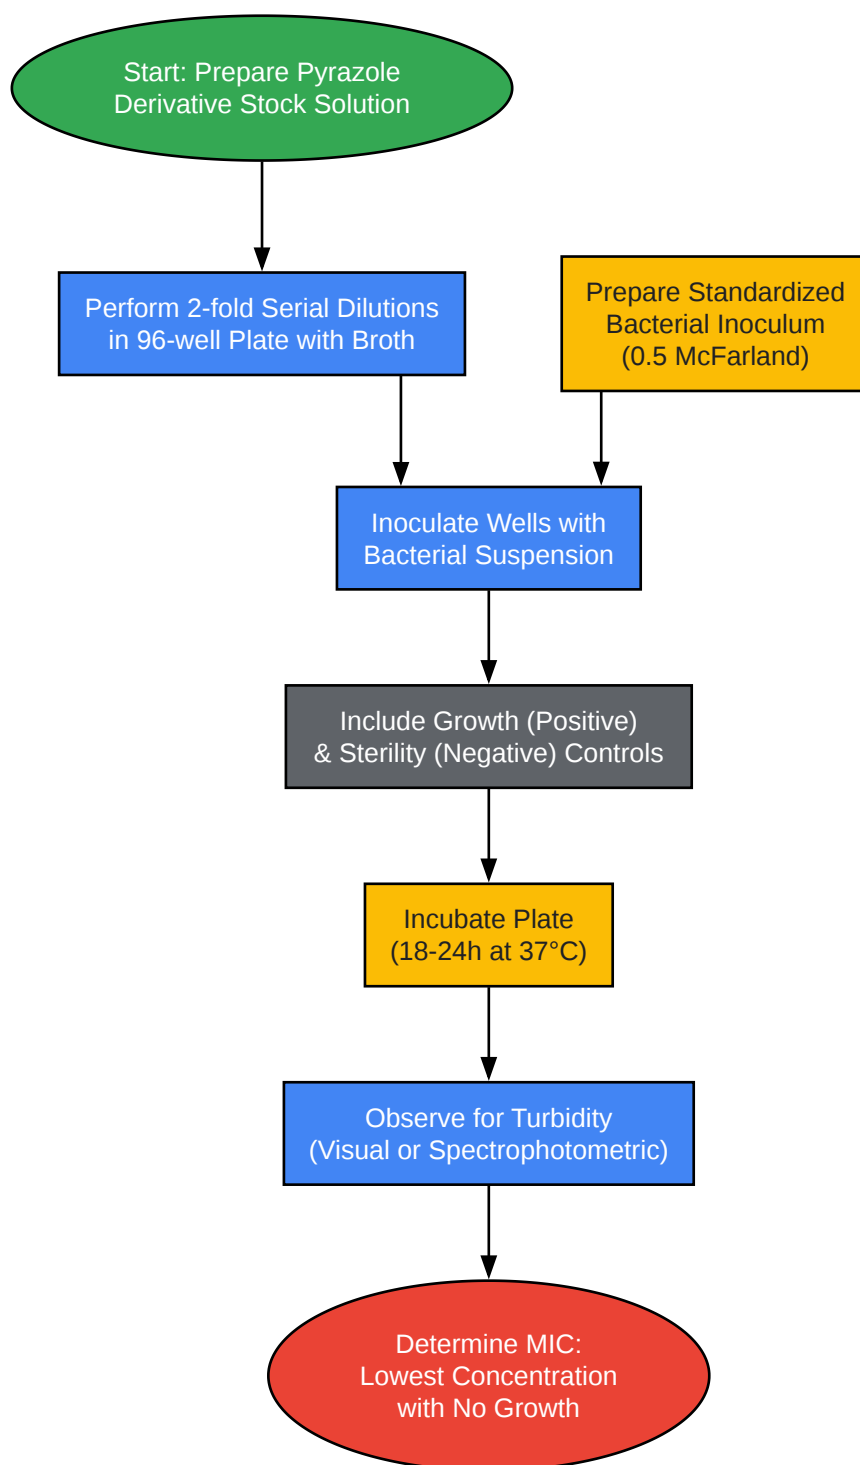 Start: Prepare Pyrazole
Derivative Stock Solution
Perform 2-fold Serial Dilutions
in 96-well Plate with Broth
Prepare Standardized
Bacterial Inoculum
(0.5 McFarland)
Inoculate Wells with
Bacterial Suspension
Include Growth (Positive)
& Sterility (Negative) Controls
Incubate Plate
(18-24h at 37°C)
Observe for Turbidity
(Visual or Spectrophotometric)
Determine MIC:
Lowest Concentration
with No Growth